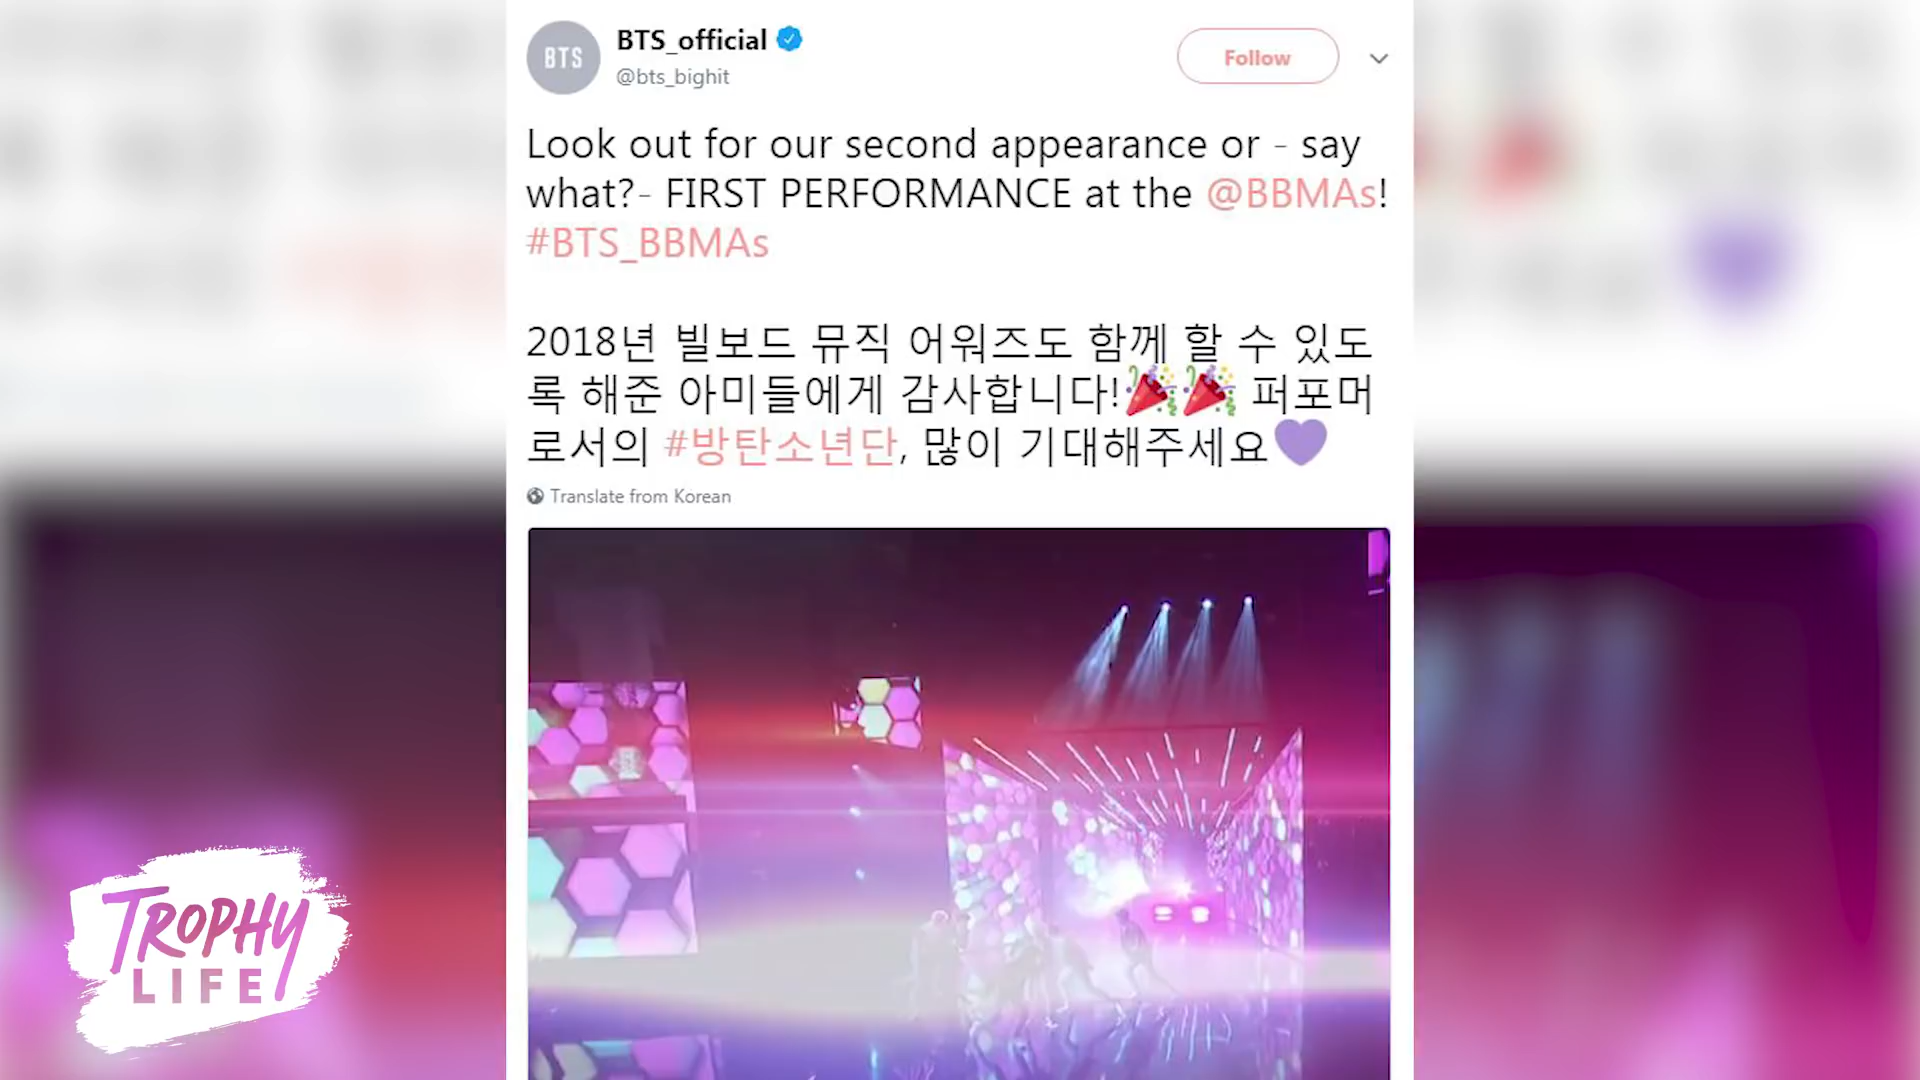 BTS
BTS_official
@bts_bighit
Follow
Look out for our second appearance or - say
what?- FIRST PERFORMANCE at the @BBMAs!
#BTS_BBMAs
2018년 빌보드 뮤직 어워즈도 함께 할 수 있도
록 해준 아미들에게 감사합니다!🎉🎉 퍼포머
로서의 #방탄소년단, 많이 기대해주세요💜
Translate from Korean
TROPHY
LIFE